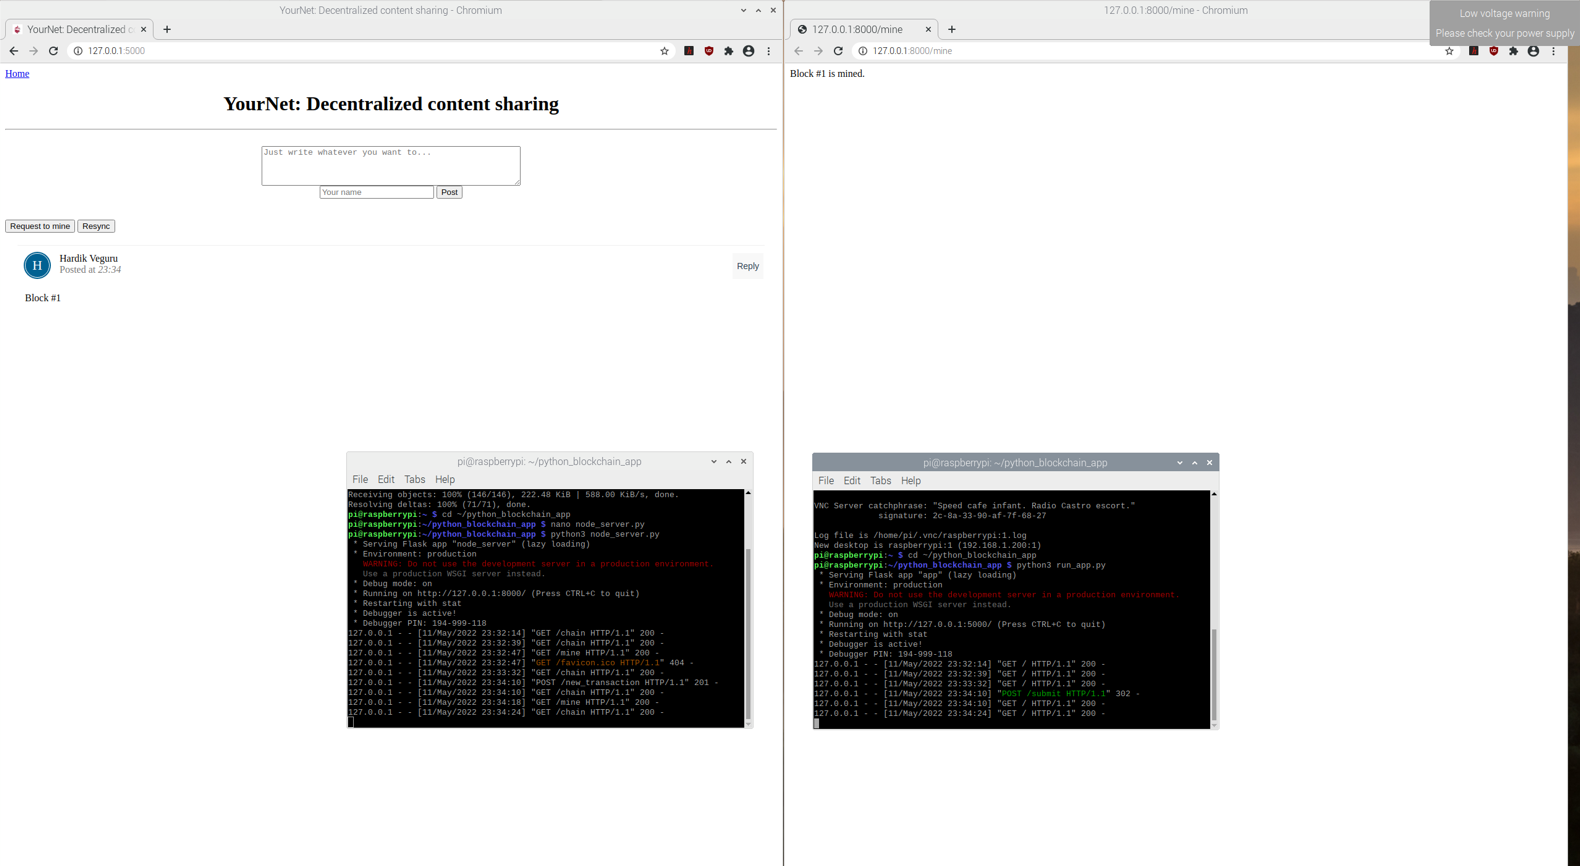 YourNet: Decentralized content sharing - Chromium
YourNet: Decentralized co
127.0.0.1:5000
Home
YourNet: Decentralized content sharing
Just write whatever you want to...
Your name
Post
Request to mine
Resync
H
Hardik Veguru
Posted at 23:34
Reply
Block #1
127.0.0.1:8000/mine - Chromium
127.0.0.1:8000/mine
127.0.0.1:8000/mine
Low voltage warning
Please check your power supply
Block #1 is mined.
pi@raspberrypi: ~/python_blockchain_app
File Edit Tabs Help
Receiving objects: 100% (146/146), 222.48 KiB | 588.00 KiB/s, done.
Resolving deltas: 100% (71/71), done.
pi@raspberrypi:~ $ cd ~/python_blockchain_app
pi@raspberrypi:~/python_blockchain_app $ nano node_server.py
pi@raspberrypi:~/python_blockchain_app $ python3 node_server.py
* Serving Flask app "node_server" (lazy loading)
* Environment: production
WARNING: Do not use the development server in a production environment.
Use a production WSGI server instead.
* Debug mode: on
* Running on http://127.0.0.1:8000/ (Press CTRL+C to quit)
* Restarting with stat
* Debugger is active!
* Debugger PIN: 194-999-118
127.0.0.1 - - [11/May/2022 23:32:14] "GET /chain HTTP/1.1" 200 -
127.0.0.1 - - [11/May/2022 23:32:39] "GET /chain HTTP/1.1" 200 -
127.0.0.1 - - [11/May/2022 23:32:47] "GET /mine HTTP/1.1" 200 -
127.0.0.1 - - [11/May/2022 23:32:47] "GET /favicon.ico HTTP/1.1" 404 -
127.0.0.1 - - [11/May/2022 23:33:32] "GET /chain HTTP/1.1" 200 -
127.0.0.1 - - [11/May/2022 23:34:10] "POST /new_transaction HTTP/1.1" 201 -
127.0.0.1 - - [11/May/2022 23:34:10] "GET /chain HTTP/1.1" 200 -
127.0.0.1 - - [11/May/2022 23:34:18] "GET /mine HTTP/1.1" 200 -
127.0.0.1 - - [11/May/2022 23:34:24] "GET /chain HTTP/1.1" 200 -
pi@raspberrypi: ~/python_blockchain_app
File Edit Tabs Help
VNC Server catchphrase: "Speed cafe infant. Radio Castro escort."
signature: 2c-8a-33-90-af-7f-68-27
Log file is /home/pi/.vnc/raspberrypi:1.log
New desktop is raspberrypi:1 (192.168.1.200:1)
pi@raspberrypi:~ $ cd ~/python_blockchain_app
pi@raspberrypi:~/python_blockchain_app $ python3 run_app.py
* Serving Flask app "app" (lazy loading)
* Environment: production
WARNING: Do not use the development server in a production environment.
Use a production WSGI server instead.
* Debug mode: on
* Running on http://127.0.0.1:5000/ (Press CTRL+C to quit)
* Restarting with stat
* Debugger is active!
* Debugger PIN: 194-999-118
127.0.0.1 - - [11/May/2022 23:32:14] "GET / HTTP/1.1" 200 -
127.0.0.1 - - [11/May/2022 23:32:39] "GET / HTTP/1.1" 200 -
127.0.0.1 - - [11/May/2022 23:33:32] "GET / HTTP/1.1" 200 -
127.0.0.1 - - [11/May/2022 23:34:10] "POST /submit HTTP/1.1" 302 -
127.0.0.1 - - [11/May/2022 23:34:10] "GET / HTTP/1.1" 200 -
127.0.0.1 - - [11/May/2022 23:34:24] "GET / HTTP/1.1" 200 -